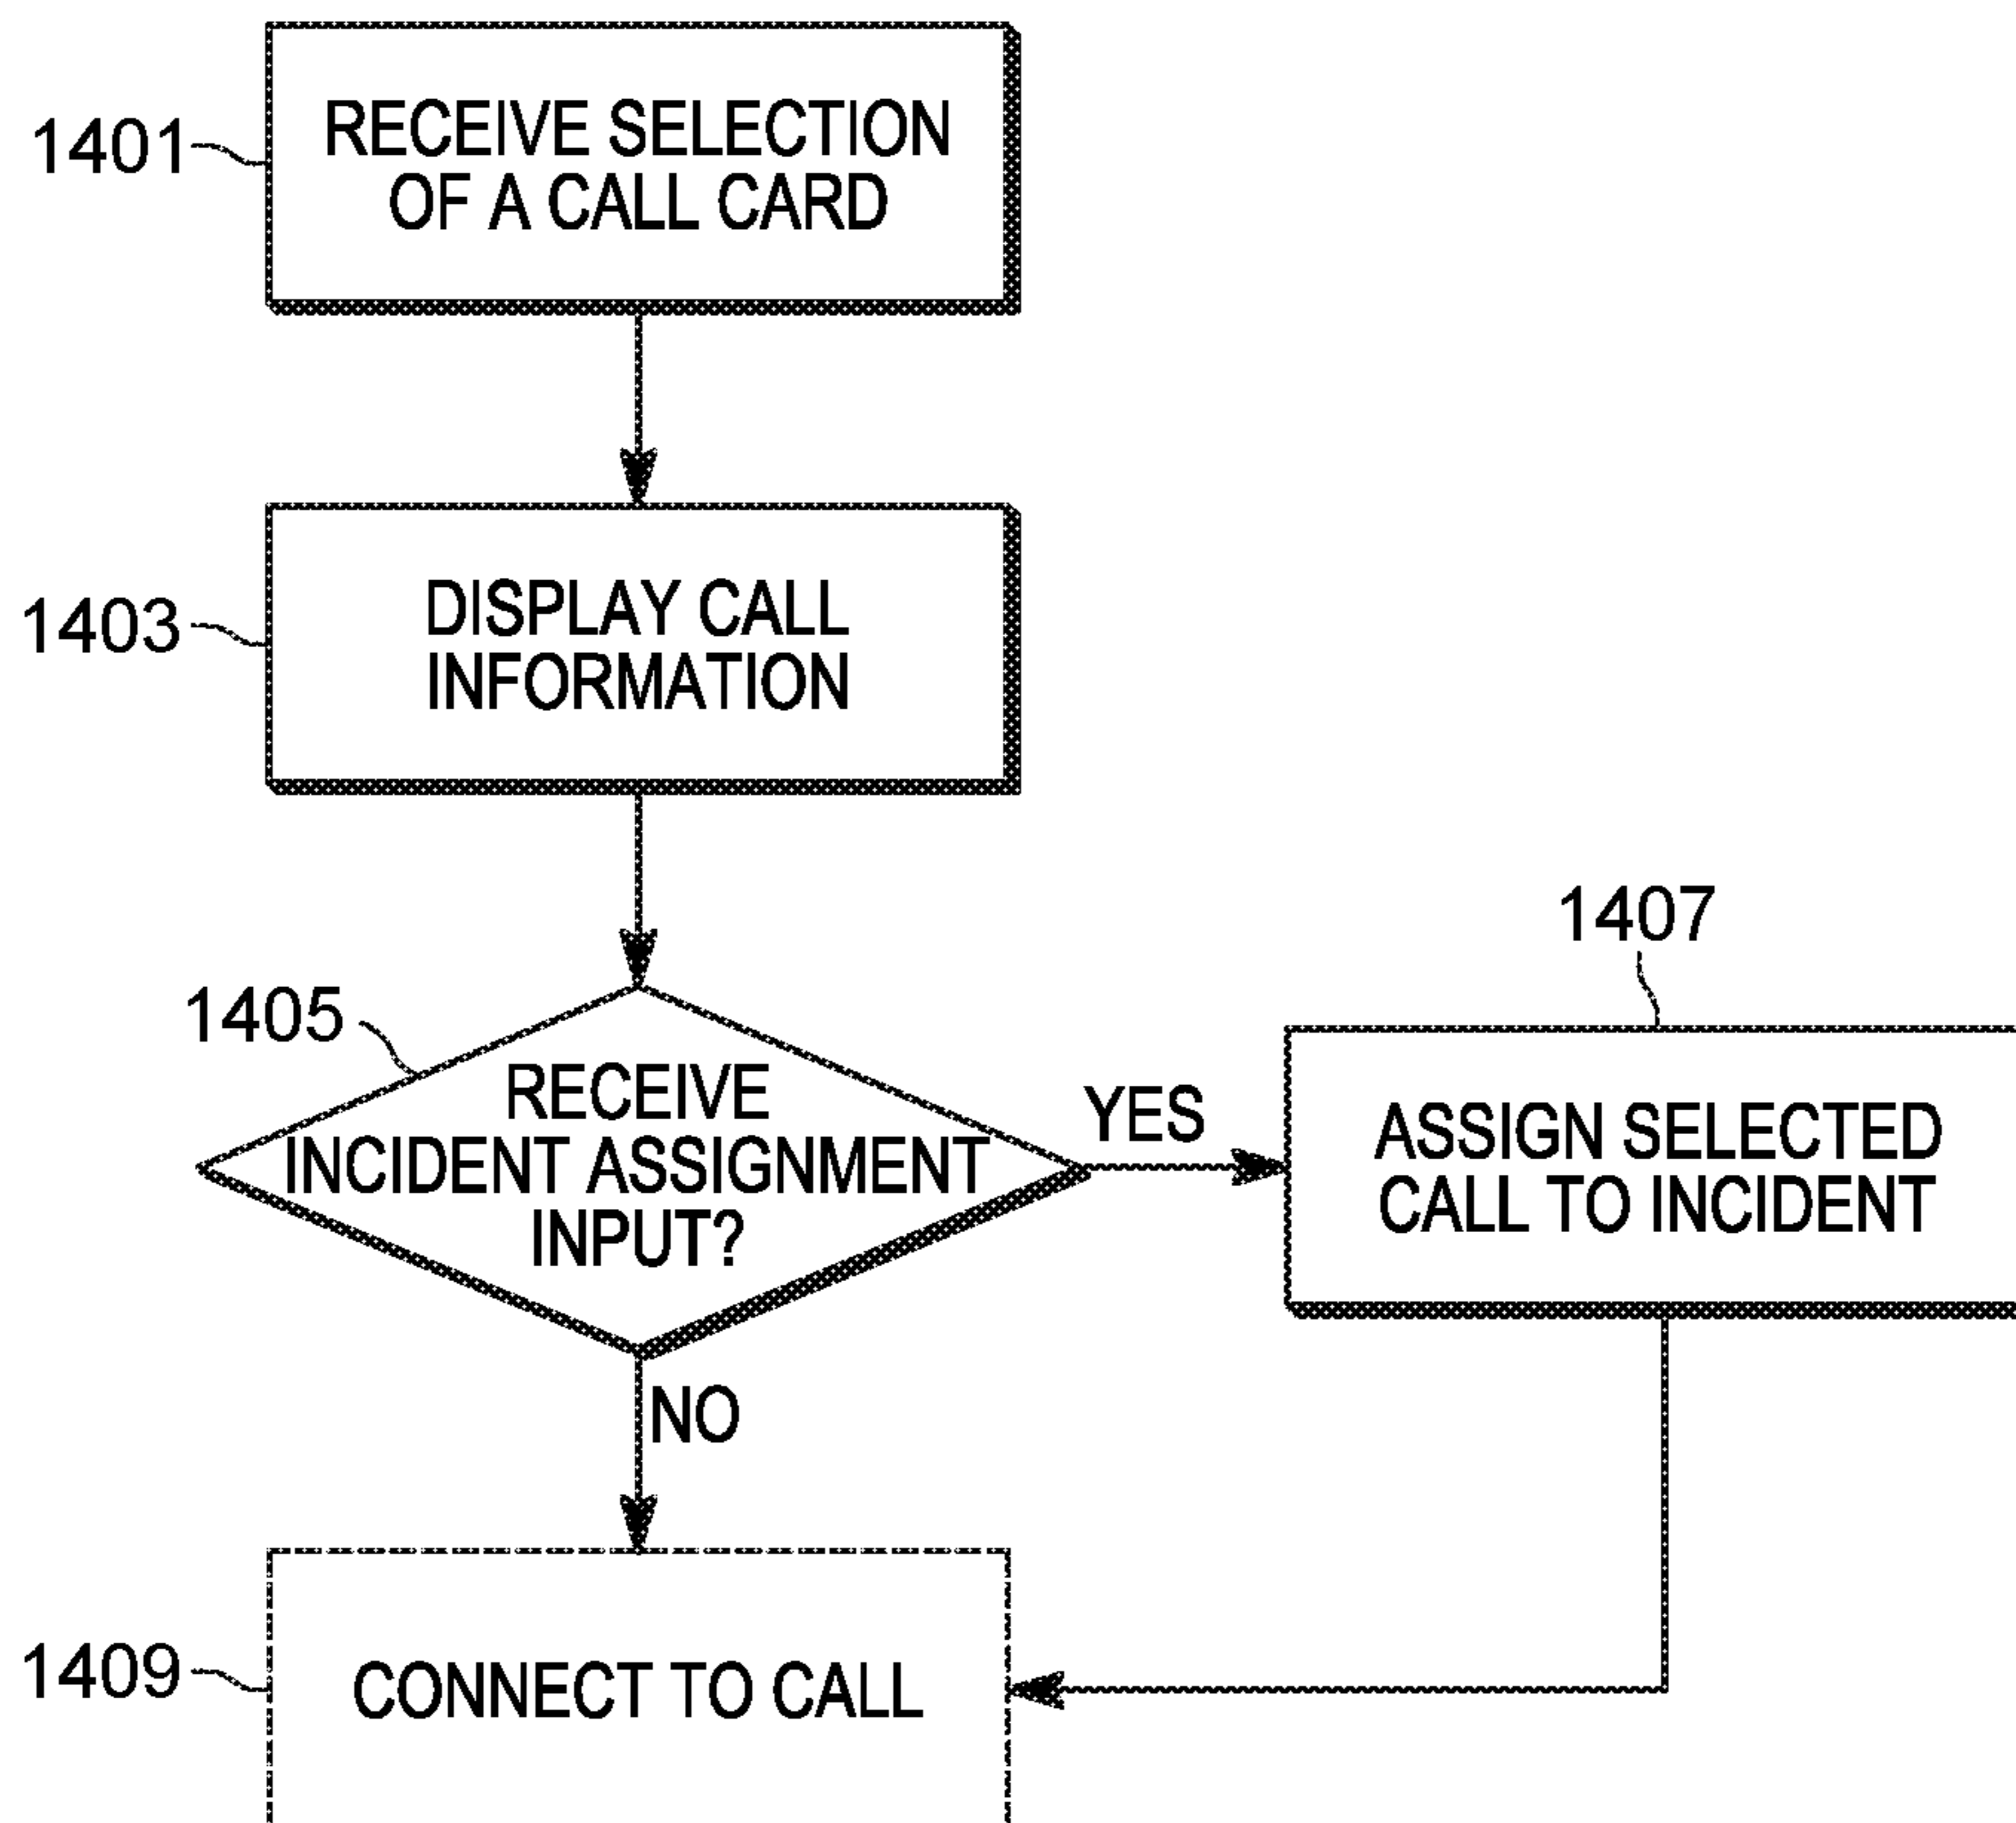 1401
RECEIVE SELECTION
OF A CALL CARD
1403
DISPLAY CALL
INFORMATION
1405
RECEIVE
INCIDENT ASSIGNMENT
INPUT?
YES
1407
ASSIGN SELECTED
CALL TO INCIDENT
NO
1409
CONNECT TO CALL